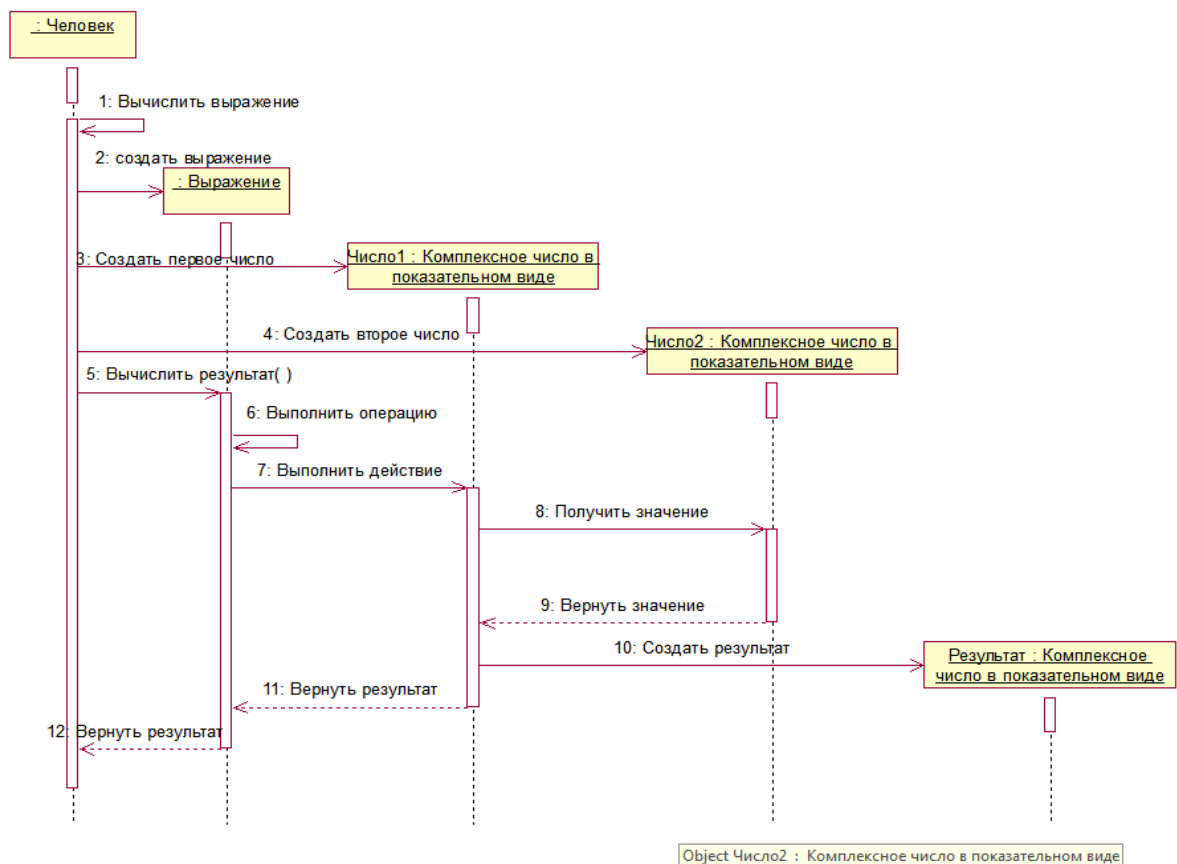 : Человек
1: Вычислить выражение
2: создать выражение
: Выражение
3: Создать первое число
Число1 : Комплексное число в
показательном виде
4: Создать второе число
Число2 : Комплексное число в
показательном виде
5: Вычислить результат( )
6: Выполнить операцию
7: Выполнить действие
8: Получить значение
9: Вернуть значение
10: Создать результат
Результат : Комплексное
число в показательном виде
11: Вернуть результат
12: Вернуть результат
Object Число2 : Комплексное число в показательном виде